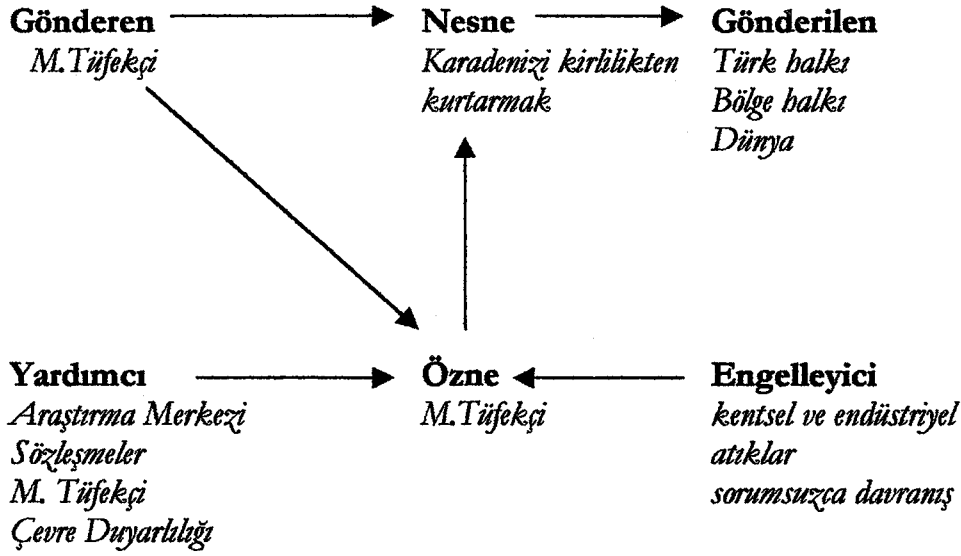 Gönderen
M.Tüfekçi
Nesne
Karadenizi kirlilikten
kurtarmak
Gönderilen
Türk halkı
Bölge halkı
Dünya
Yardımcı
Araştırma Merkezi
Sözleşmeler
M. Tüfekçi
Çevre Duyarlılığı
Özne
M.Tüfekçi
Engelleyici
kentsel ve endüstriyel
atıklar
sorumsuzca davranış